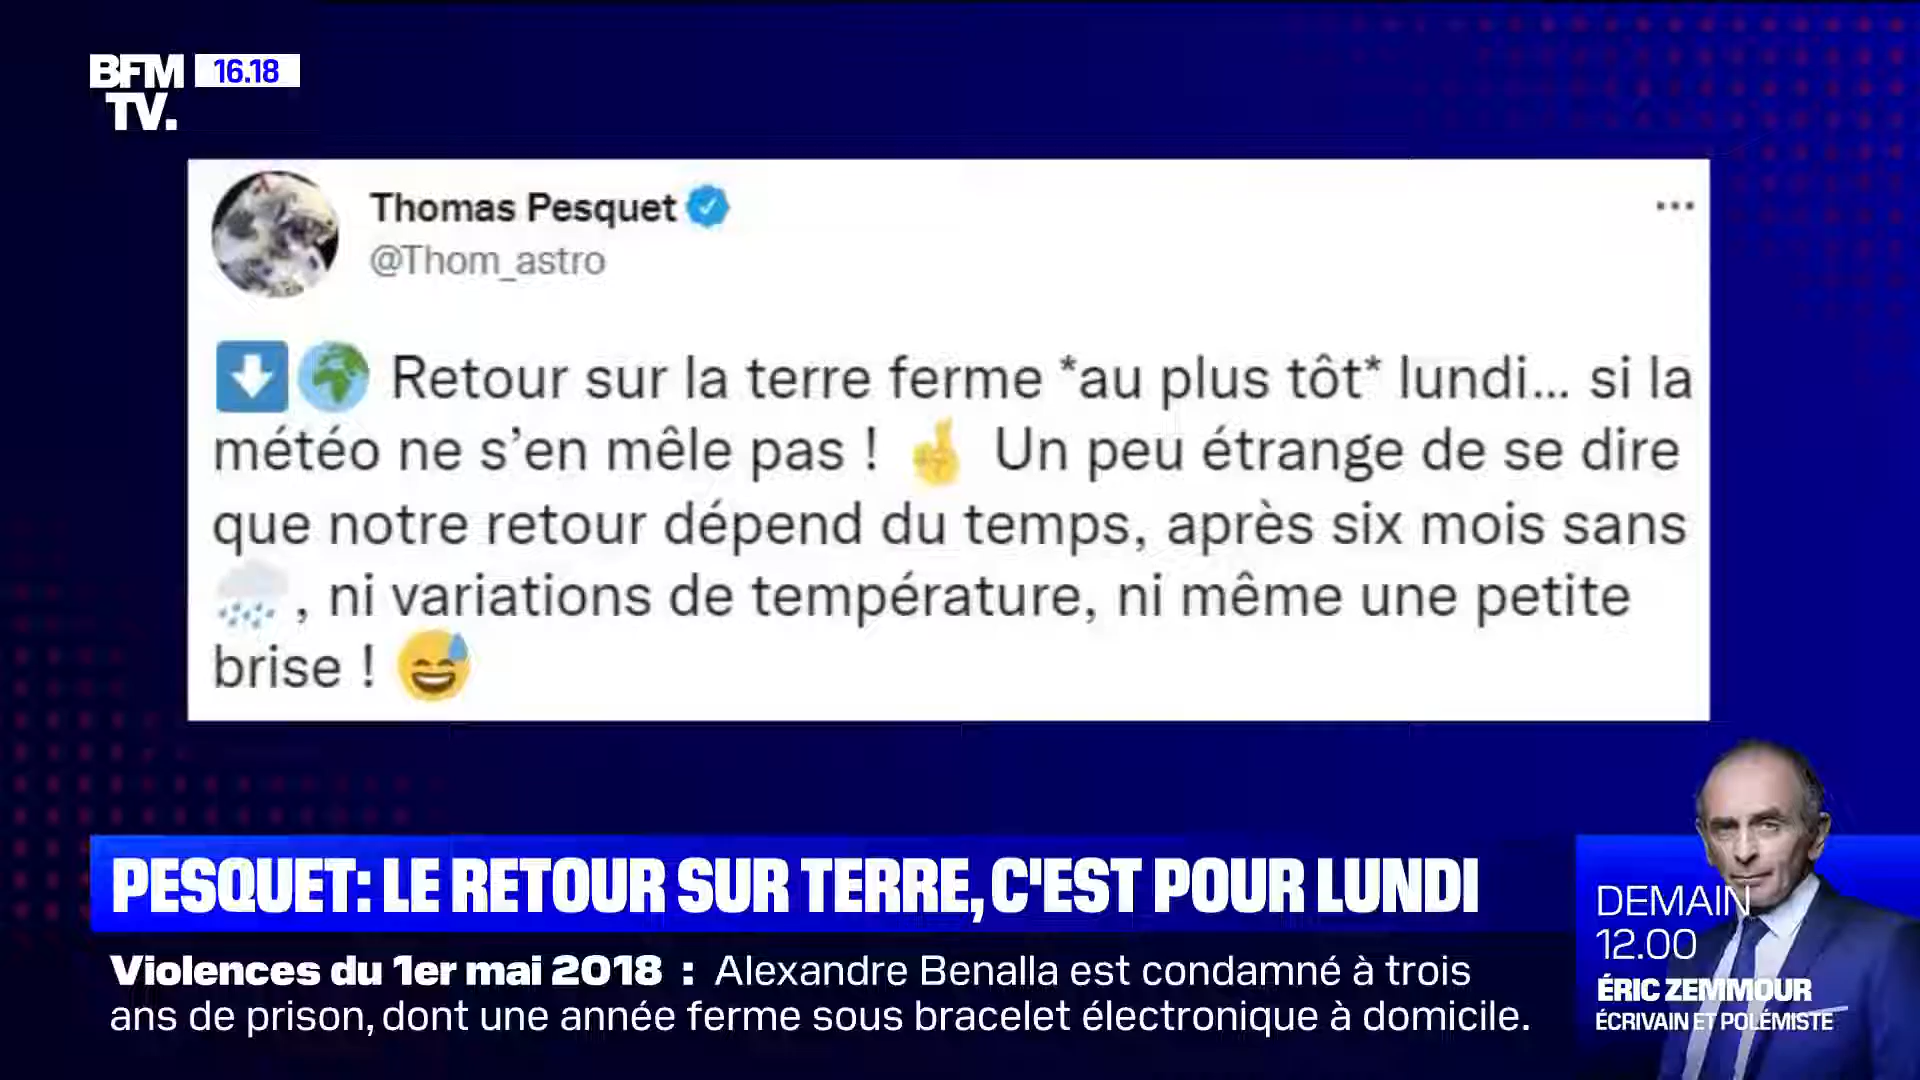 BFM
TV.
16.18
Thomas Pesquet
@Thom_astro
Retour sur la terre ferme *au plus tôt* lundi... si la
météo ne s'en mêle pas !  Un peu étrange de se dire
que notre retour dépend du temps, après six mois sans
, ni variations de température, ni même une petite
brise !
PESQUET: LE RETOUR SUR TERRE, C'EST POUR LUNDI
Violences du 1er mai 2018 : Alexandre Benalla est condamné à trois
ans de prison, dont une année ferme sous bracelet électronique à domicile.
DEMAIN
12.00
ÉRIC ZEMMOUR
ÉCRIVAIN ET POLÉMISTE